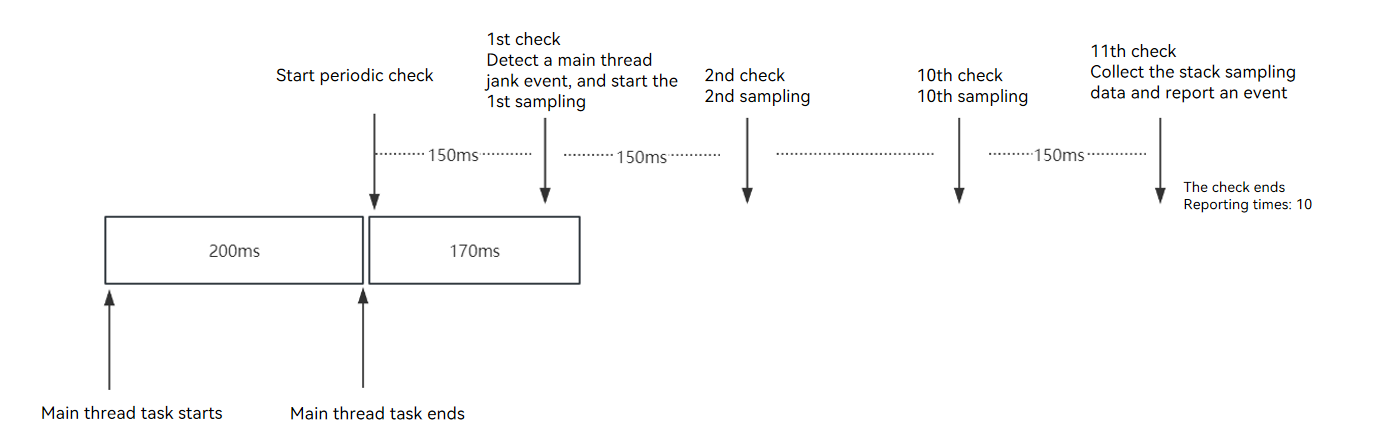 1st check
Detect a main thread
jank event, and start the
1st sampling
Start periodic check
2nd check
2nd sampling
10th check
10th sampling
11th check
Collect the stack sampling
data and report an event
150ms
150ms
150ms
The check ends
Reporting times: 10
200ms
170ms
Main thread task starts
Main thread task ends